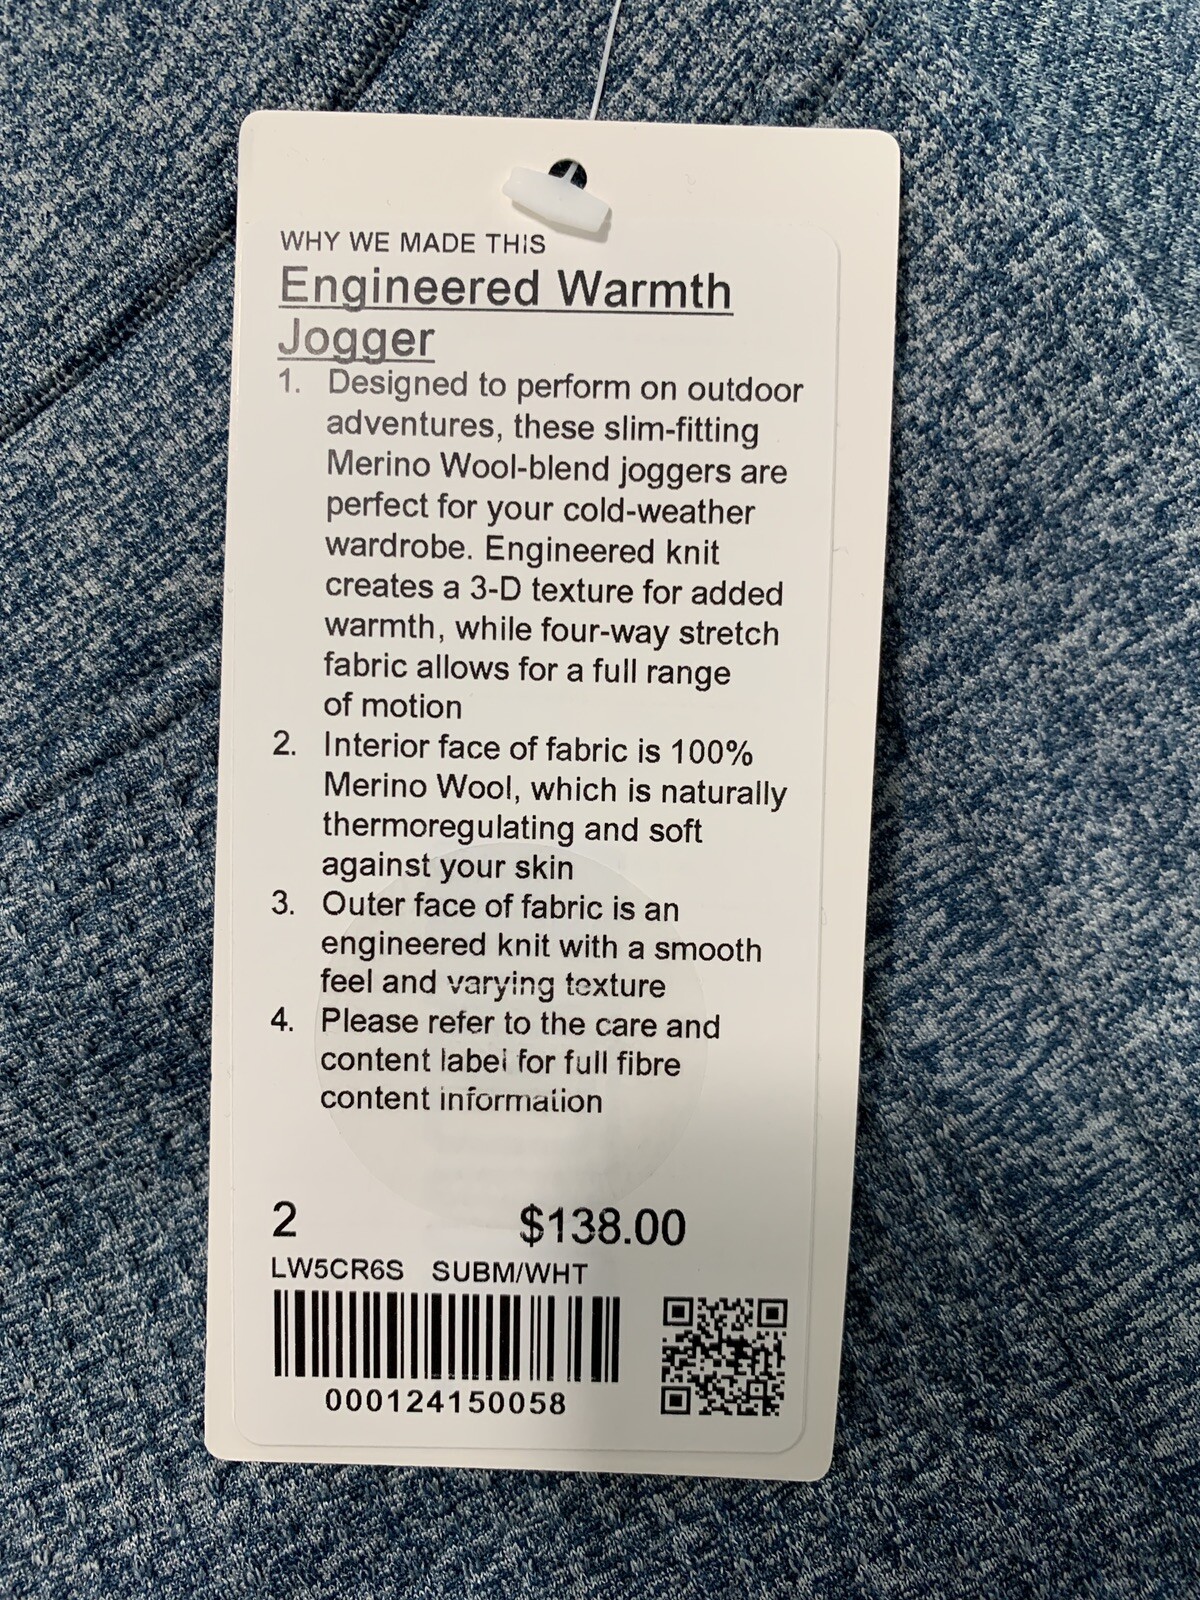 WHY WE MADE THIS
Engineered Warmth
Jogger
1. Designed to perform on outdoor
adventures, these slim-fitting
Merino Wool-blend joggers are
perfect for your cold-weather
wardrobe. Engineered knit
creates a 3-D texture for added
warmth, while four-way stretch
fabric allows for a full range
of motion
2. Interior face of fabric is 100%
Merino Wool, which is naturally
thermoregulating and soft
against your skin
3. Outer face of fabric is an
engineered knit with a smooth
feel and varying texture
4. Please refer to the care and
content label for full fibre
content information
2 $138.00
LW5CR6S SUBM/WHT
000124150058